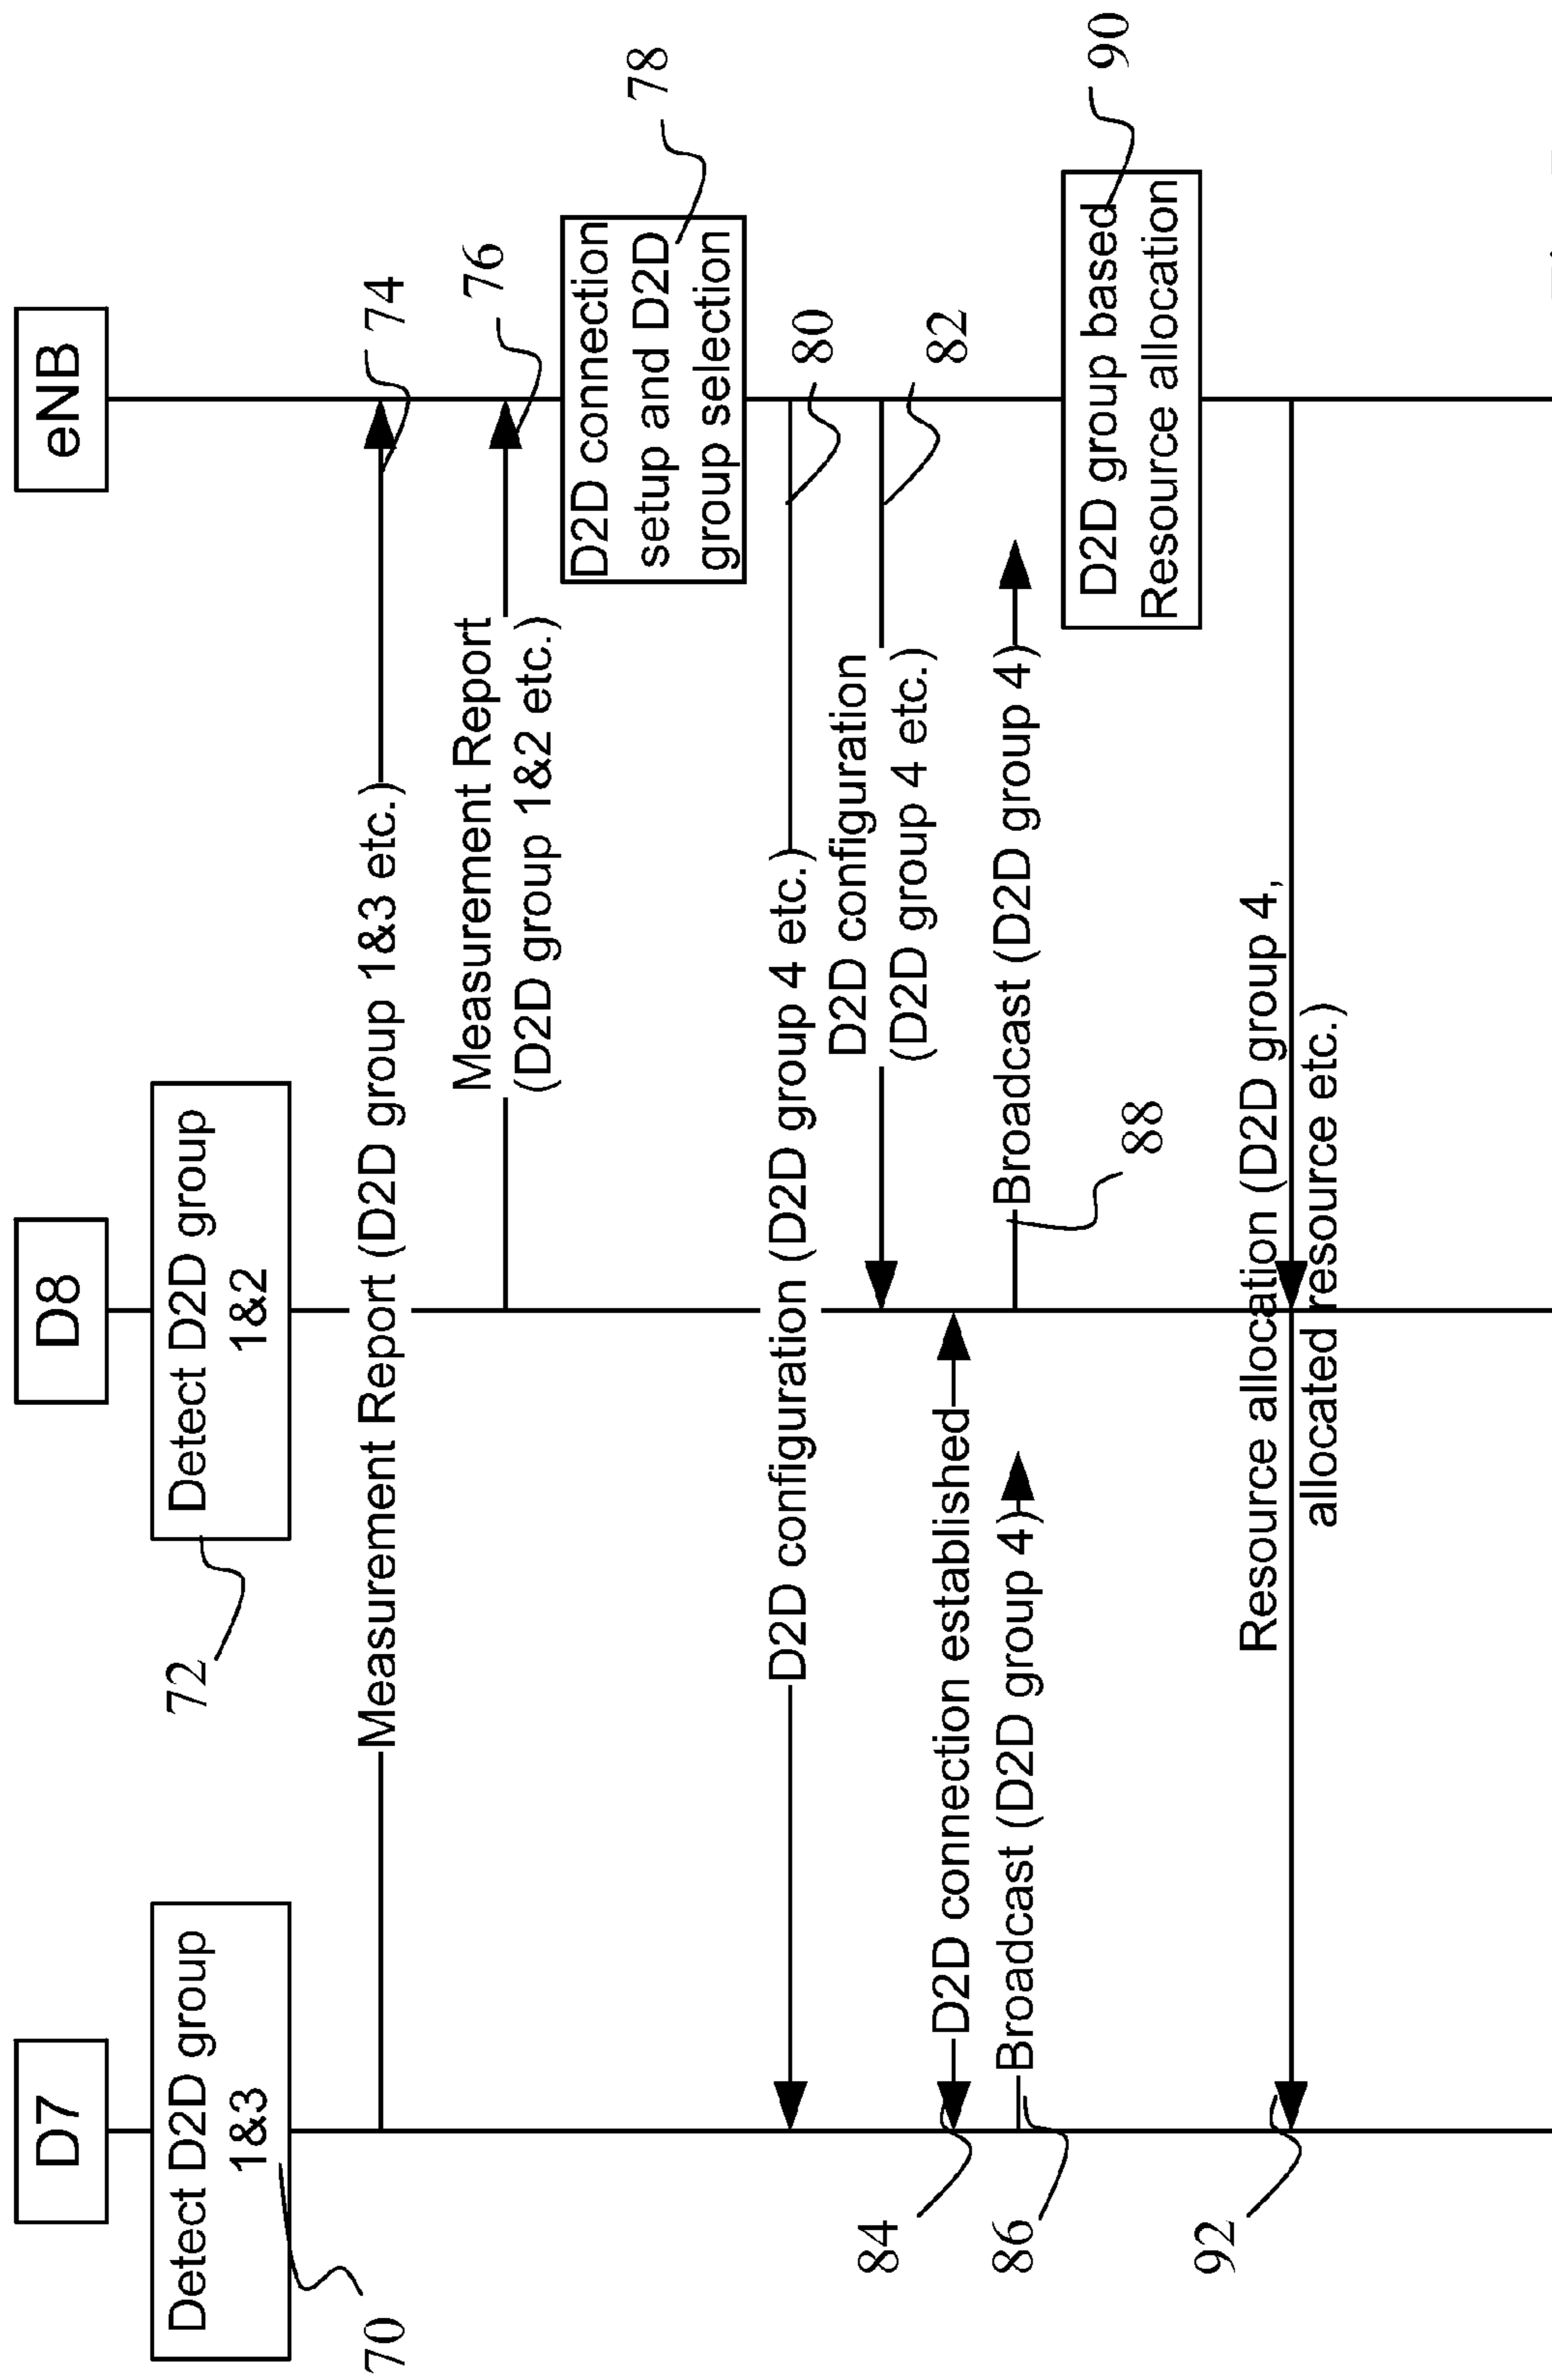 D7
D8
eNB
Detect D2D group
1&3
70
Detect D2D group
1&2
72
Measurement Report (D2D group 1&3 etc.)
74
Measurement Report
(D2D group 1&2 etc.)
76
D2D connection
setup and D2D
group selection
78
D2D configuration (D2D group 4 etc.)
80
D2D configuration
(D2D group 4 etc.)
82
D2D connection established
84
Broadcast (D2D group 4)
86
Broadcast (D2D group 4)
88
D2D group based
Resource allocation
90
Resource allocation (D2D group 4,
allocated resource etc.)
92